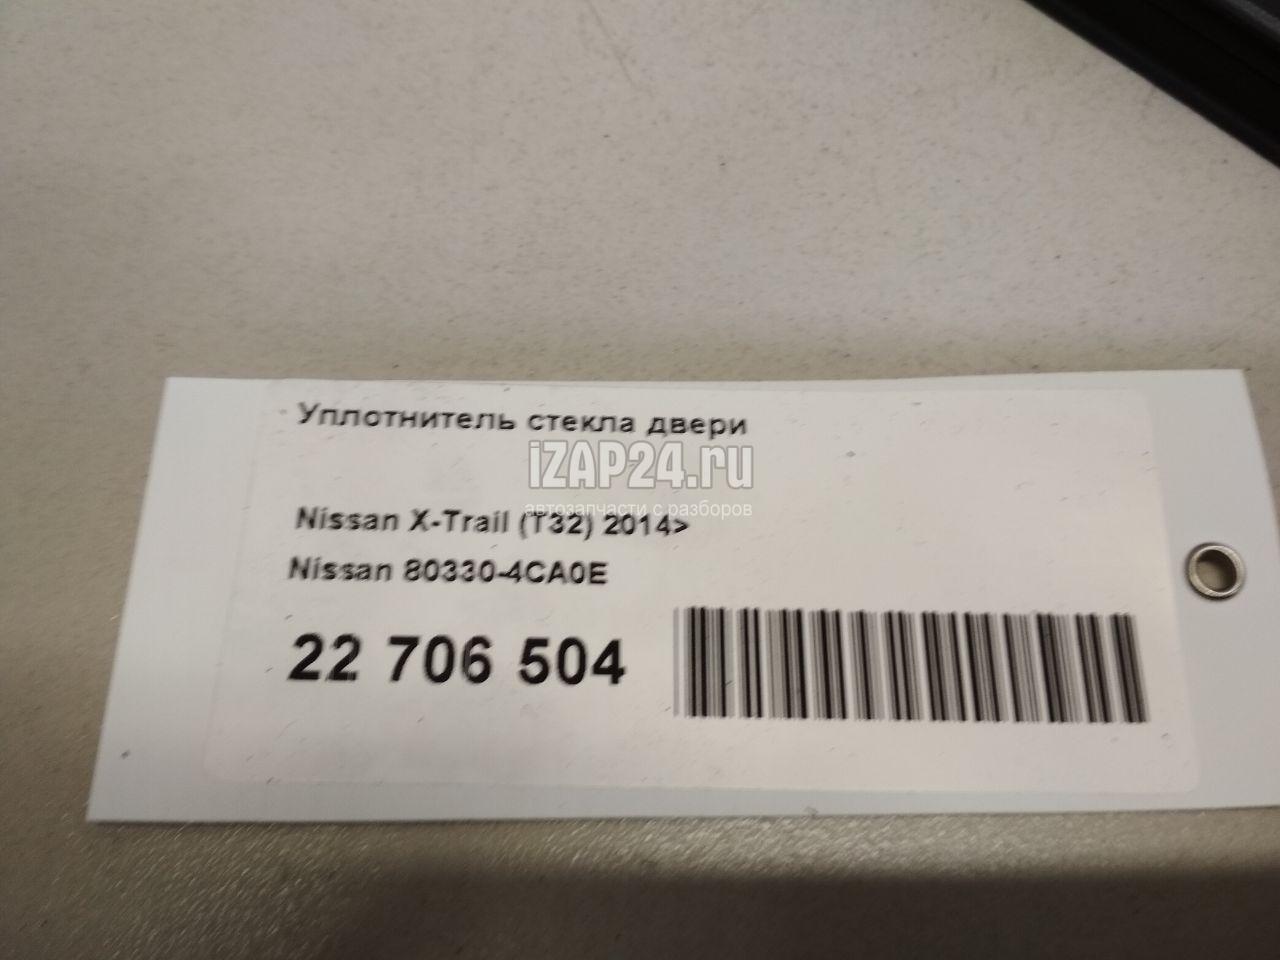 Уплотнитель стекла двери
iZAP24.ru
автозапчасти с разборов
Nissan X-Trail (T32) 2014>
Nissan 80330-4CA0E
22 706 504